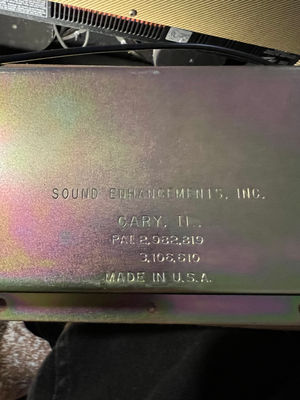 SOUND ENHANCEMENTS, INC.
CARY, IL.
PAT. 2,982,819
3,106,610
MADE IN U.S.A.